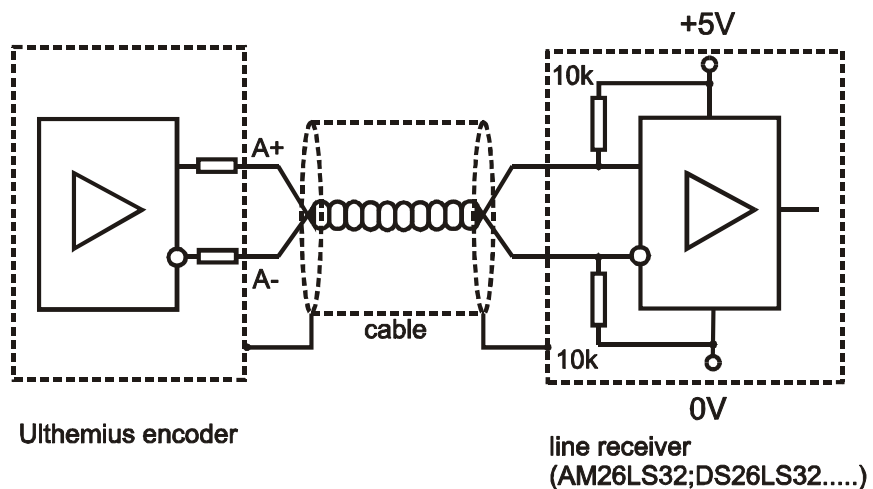 +5V
10k
A+
A-
cable
10k
0V
Ulthemius encoder
line receiver
(AM26LS32;DS26LS32.....)